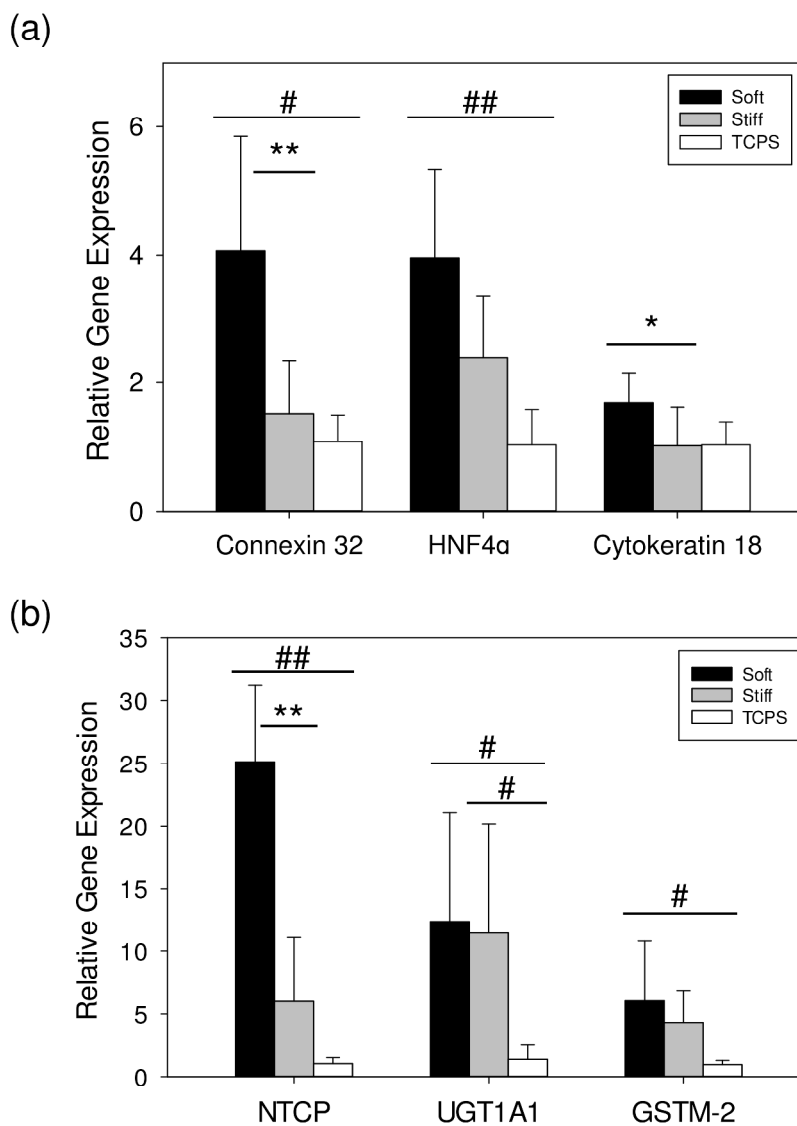 (a)
Relative Gene Expression
6
4
2
0
#
**
##
*
Soft
Stiff
TCPS
Connexin 32
HNF4α
Cytokeratin 18
(b)
Relative Gene Expression
35
30
25
20
15
10
5
0
##
**
#
#
#
Soft
Stiff
TCPS
NTCP
UGT1A1
GSTM-2